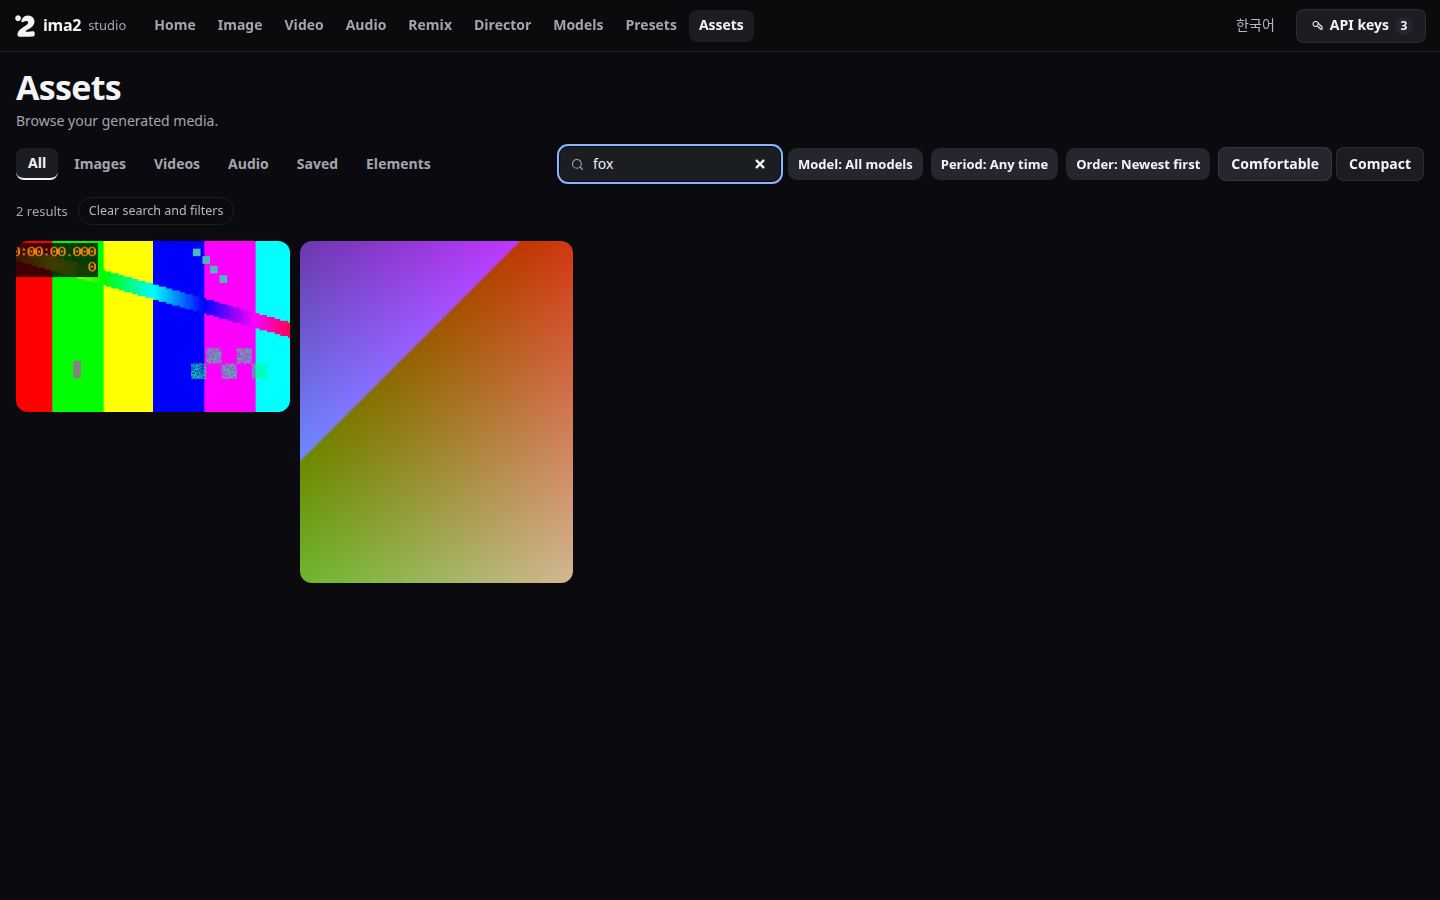 ima2 studio Home Image Video Audio Remix Director Models Presets Assets 한국어 API keys 3
Assets
Browse your generated media.
All Images Videos Audio Saved Elements fox Model: All models Period: Any time Order: Newest first Comfortable Compact
2 results Clear search and filters
:00:00.000
0